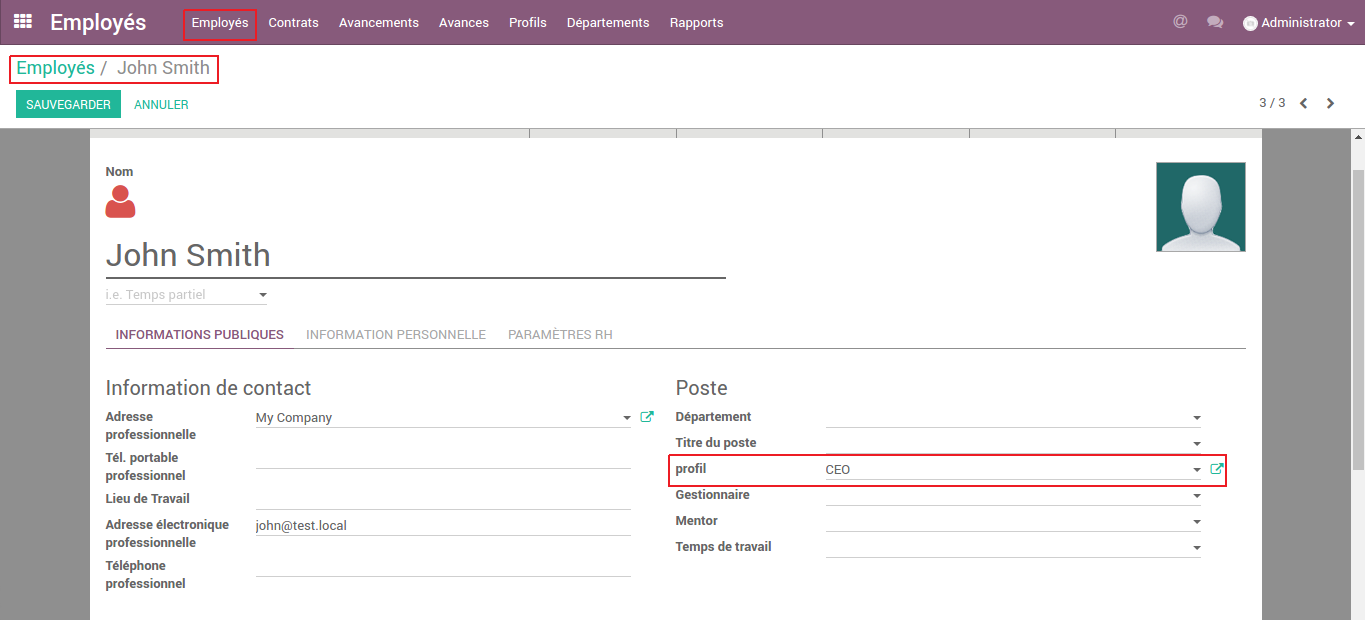 Employés Employés Contrats Avancements Avances Profils Départements Rapports @ Administrator
Employés / John Smith
SAUVEGARDER ANNULER 3 / 3
Nom
John Smith
i.e. Temps partiel
INFORMATIONS PUBLIQUES INFORMATION PERSONNELLE PARAMÈTRES RH
Information de contact
Adresse
professionnelle
My Company
Tél. portable
professionnel
Lieu de Travail
Adresse électronique
professionnelle
john@test.local
Téléphone
professionnel
Poste
Département
Titre du poste
profil CEO
Gestionnaire
Mentor
Temps de travail